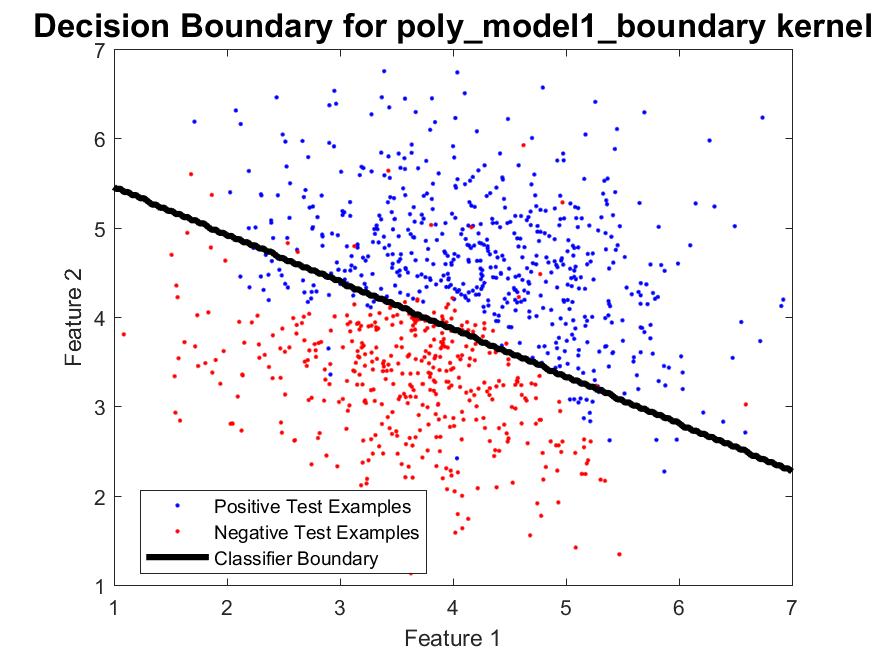 Decision Boundary for poly_model1_boundary kernel
7
6
5
4
3
2
1
Feature 2
Positive Test Examples
Negative Test Examples
Classifier Boundary
1 2 3 4 5 6 7
Feature 1